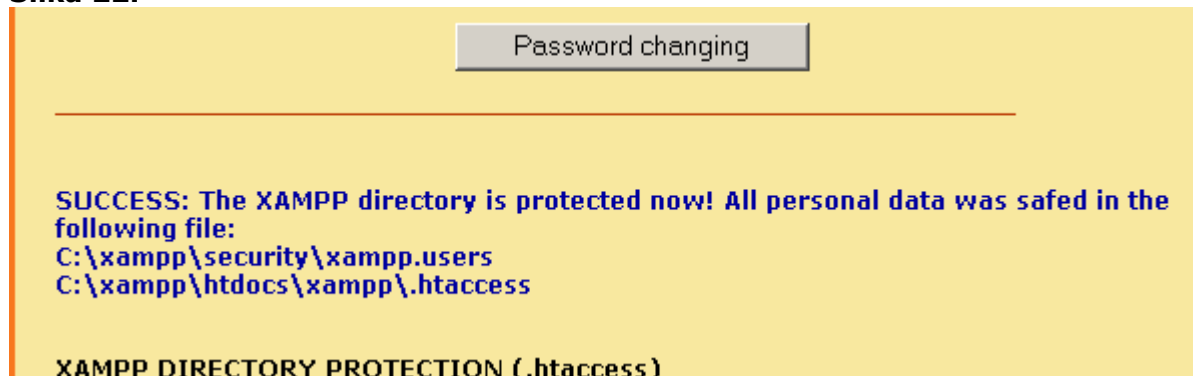 Password changing
SUCCESS: The XAMPP directory is protected now! All personal data was safed in the
following file:
C:\xampp\security\xampp.users
C:\xampp\htdocs\xampp\.htaccess
XAMPP DIRECTORY PROTECTION (.htaccess)